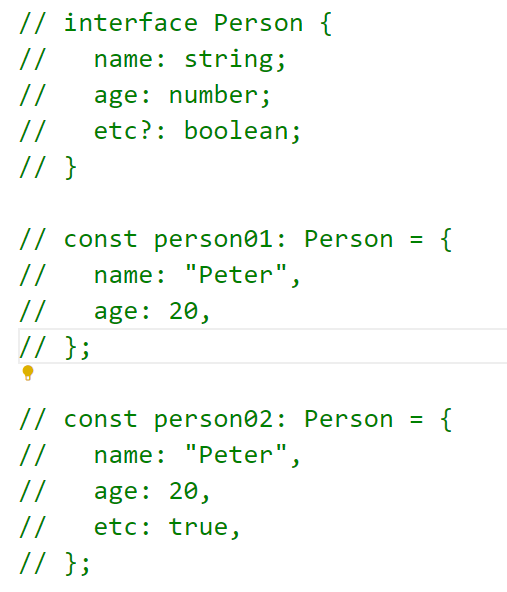 // interface Person {
//   name: string;
//   age: number;
//   etc?: boolean;
// }
// const person01: Person = {
//   name: "Peter",
//   age: 20,
// };
// const person02: Person = {
//   name: "Peter",
//   age: 20,
//   etc: true,
// };